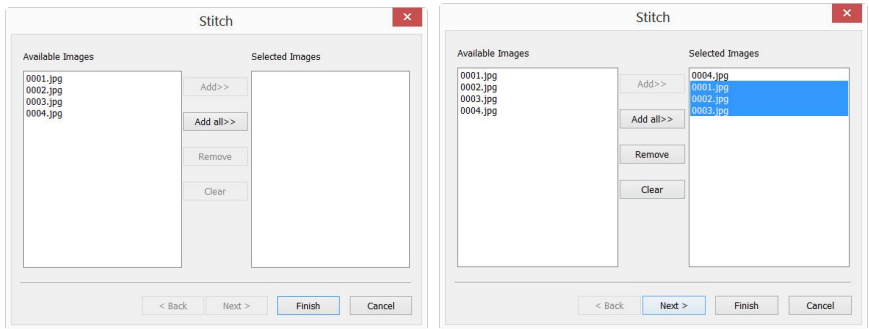 Stitch
Available Images
Selected Images
0001.jpg
0002.jpg
0003.jpg
0004.jpg
Add>>
Add all>>
Remove
Clear
< Back
Next >
Finish
Cancel
Stitch
Available Images
Selected Images
0001.jpg
0002.jpg
0003.jpg
0004.jpg
Add>>
Add all>>
Remove
Clear
0004.jpg
0001.jpg
0002.jpg
0003.jpg
< Back
Next >
Finish
Cancel